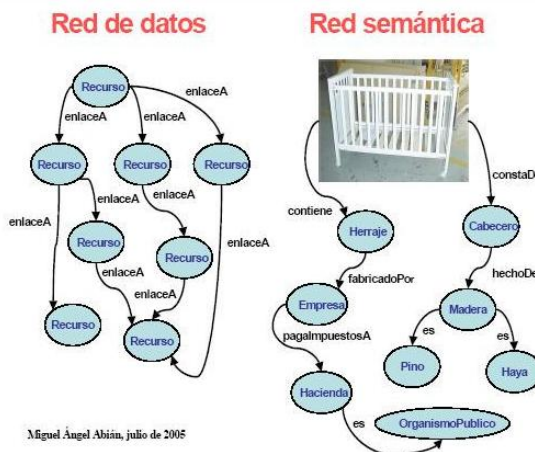 Red de datos
Recurso
enlaceA
enlaceA
enlaceA
Recurso
Recurso
Recurso
enlaceA
enlaceA
enlaceA
enlaceA
Recurso
Recurso
enlaceA
enlaceA
Recurso
Recurso
Miguel Ángel Abián, julio de 2005
Red semántica
constaD
contiene
Herraje
Cabecero
fabricadoPor
hechoDe
Empresa
Madera
pagaImpuestosA
es
es
Pino
Haya
Hacienda
es
OrganismoPublico